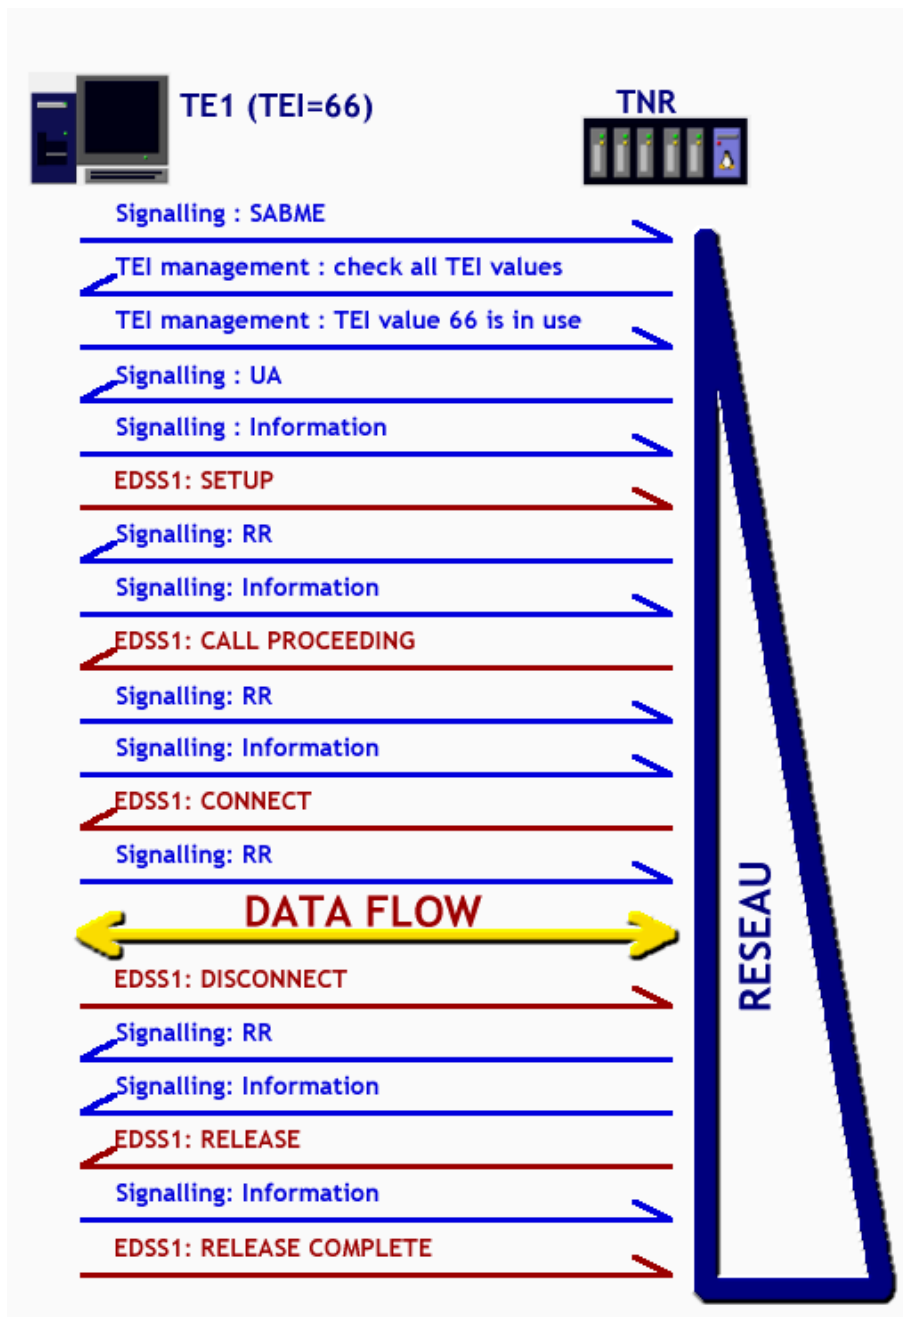 TE1 (TEI=66)
TNR
Signalling : SABME
TEI management : check all TEI values
TEI management : TEI value 66 is in use
Signalling : UA
Signalling : Information
EDSS1: SETUP
Signalling: RR
Signalling: Information
EDSS1: CALL PROCEEDING
Signalling: RR
Signalling: Information
EDSS1: CONNECT
Signalling: RR
DATA FLOW
RESEAU
EDSS1: DISCONNECT
Signalling: RR
Signalling: Information
EDSS1: RELEASE
Signalling: Information
EDSS1: RELEASE COMPLETE